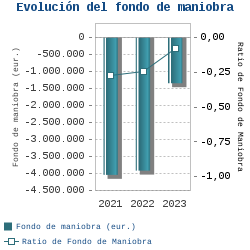 Evolución del fondo de maniobra
Fondo de maniobra (eur.)
0
-500.000
-1.000.000
-1.500.000
-2.000.000
-2.500.000
-3.000.000
-3.500.000
-4.000.000
-4.500.000
0,00
-0,25
-0,50
-0,75
-1,00
Ratio de Fondo de Maniobra
2021 2022 2023
Fondo de maniobra (eur.)
Ratio de Fondo de Maniobra